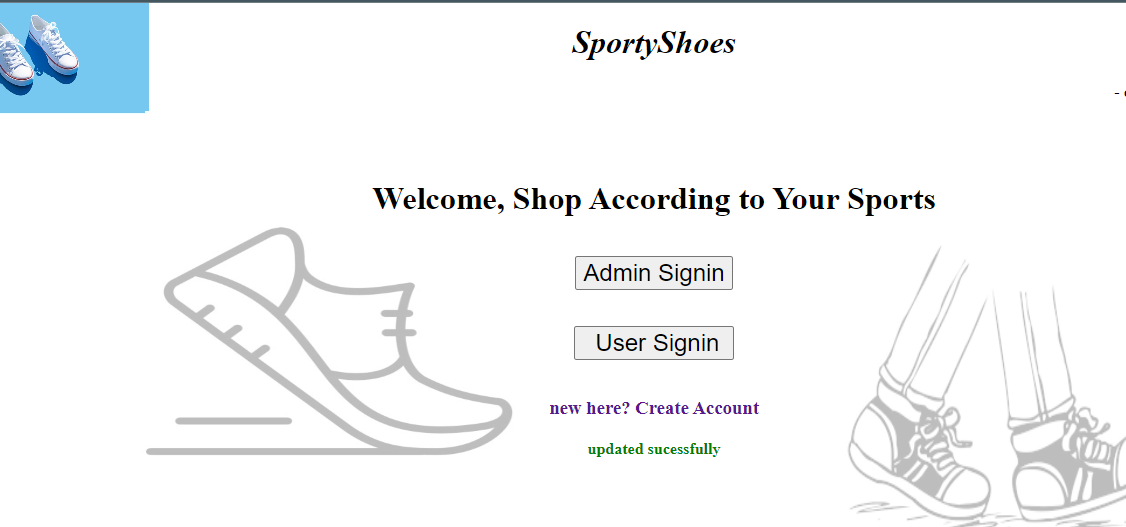 SportyShoes
Welcome, Shop According to Your Sports
Admin Signin
User Signin
new here? Create Account
updated sucessfully